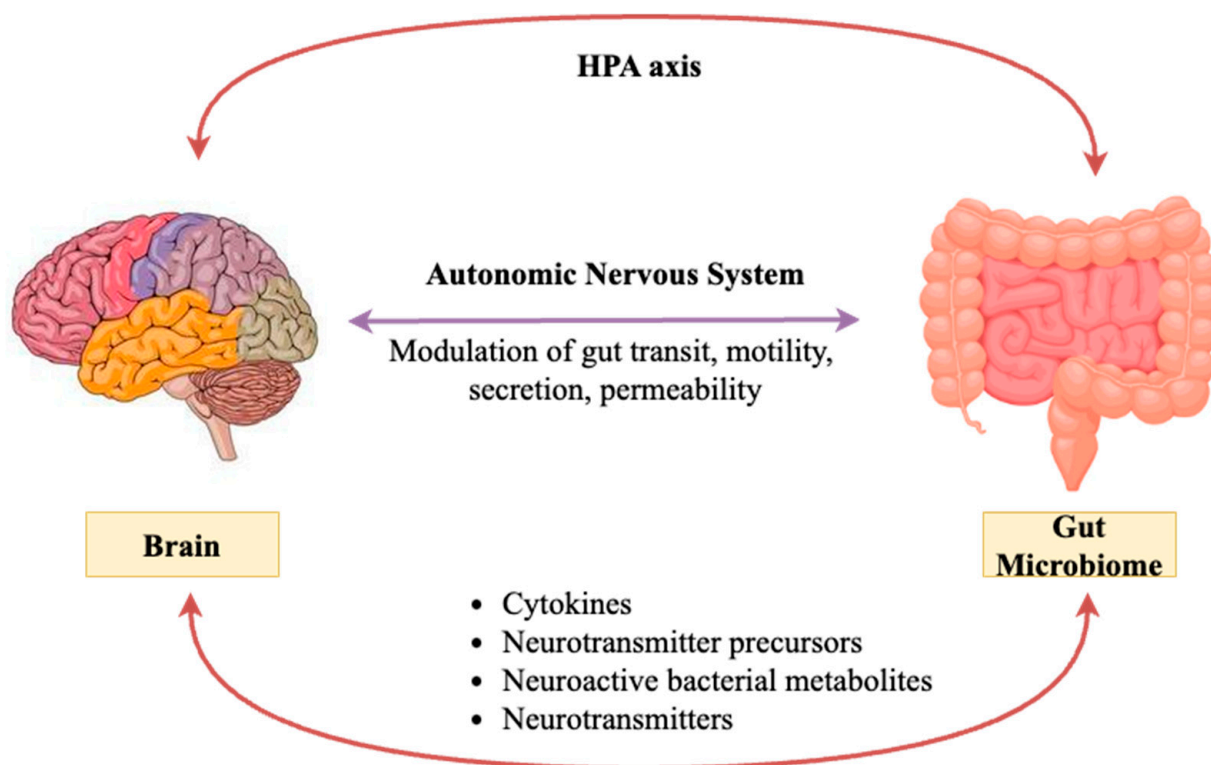 HPA axis
Autonomic Nervous System
Modulation of gut transit, motility,
secretion, permeability
Brain
Gut
Microbiome
• Cytokines
• Neurotransmitter precursors
• Neuroactive bacterial metabolites
• Neurotransmitters